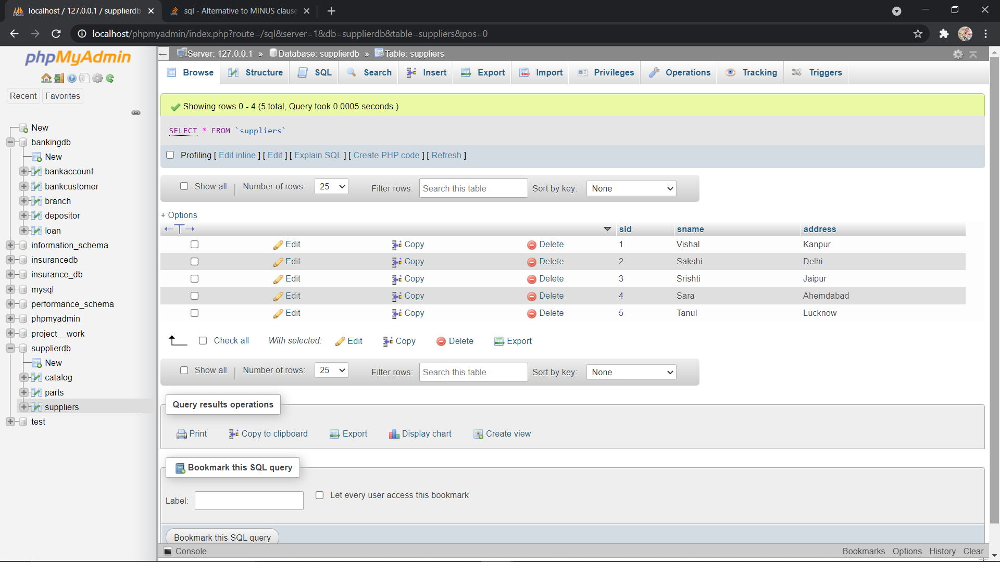 localhost / 127.0.0.1 / supplierdb
sql - Alternative to MINUS clause
localhost/phpmyadmin/index.php?route=/sql&server=1&db=supplierdb&table=suppliers&pos=0
phpMyAdmin
Recent Favorites
New
bankingdb
New
bankaccount
bankcustomer
branch
depositor
loan
information_schema
insurancedb
insurance_db
mysql
performance_schema
phpmyadmin
project__work
supplierdb
New
catalog
parts
suppliers
test
Server: 127.0.0.1 » Database: supplierdb » Table: suppliers
Browse Structure SQL Search Insert Export Import Privileges Operations Tracking Triggers
Showing rows 0 - 4 (5 total, Query took 0.0005 seconds.)
SELECT * FROM `suppliers`
Profiling [ Edit inline ] [ Edit ] [ Explain SQL ] [ Create PHP code ] [ Refresh ]
Show all | Number of rows: 25 Filter rows: Search this table Sort by key: None
+ Options
←T→ sid sname address
Edit Copy Delete 1 Vishal Kanpur
Edit Copy Delete 2 Sakshi Delhi
Edit Copy Delete 3 Srishti Jaipur
Edit Copy Delete 4 Sara Ahemdabad
Edit Copy Delete 5 Tanul Lucknow
Check all With selected: Edit Copy Delete Export
Show all | Number of rows: 25 Filter rows: Search this table Sort by key: None
Query results operations
Print Copy to clipboard Export Display chart Create view
Bookmark this SQL query
Label: Let every user access this bookmark
Bookmark this SQL query
Console Bookmarks Options History Clear